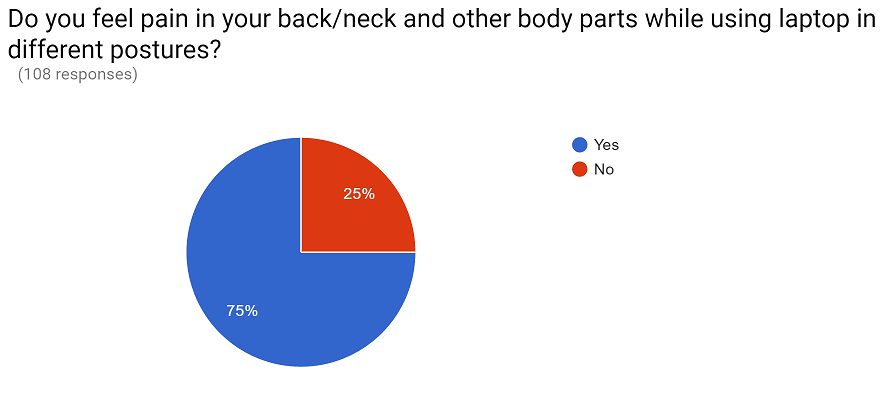 Do you feel pain in your back/neck and other body parts while using laptop in
different postures?
(108 responses)
Yes
No
25%
75%